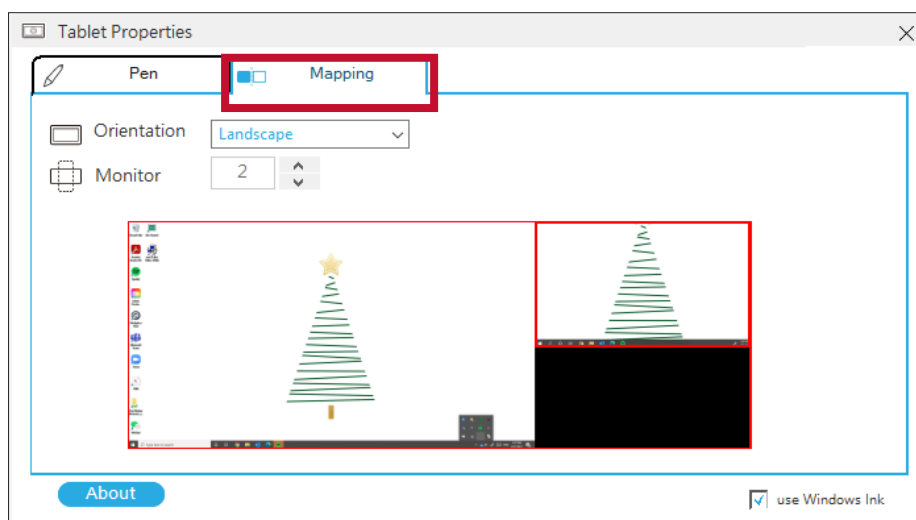 Tablet Properties
Pen
Mapping
Orientation
Landscape
Monitor
2
About
use Windows Ink